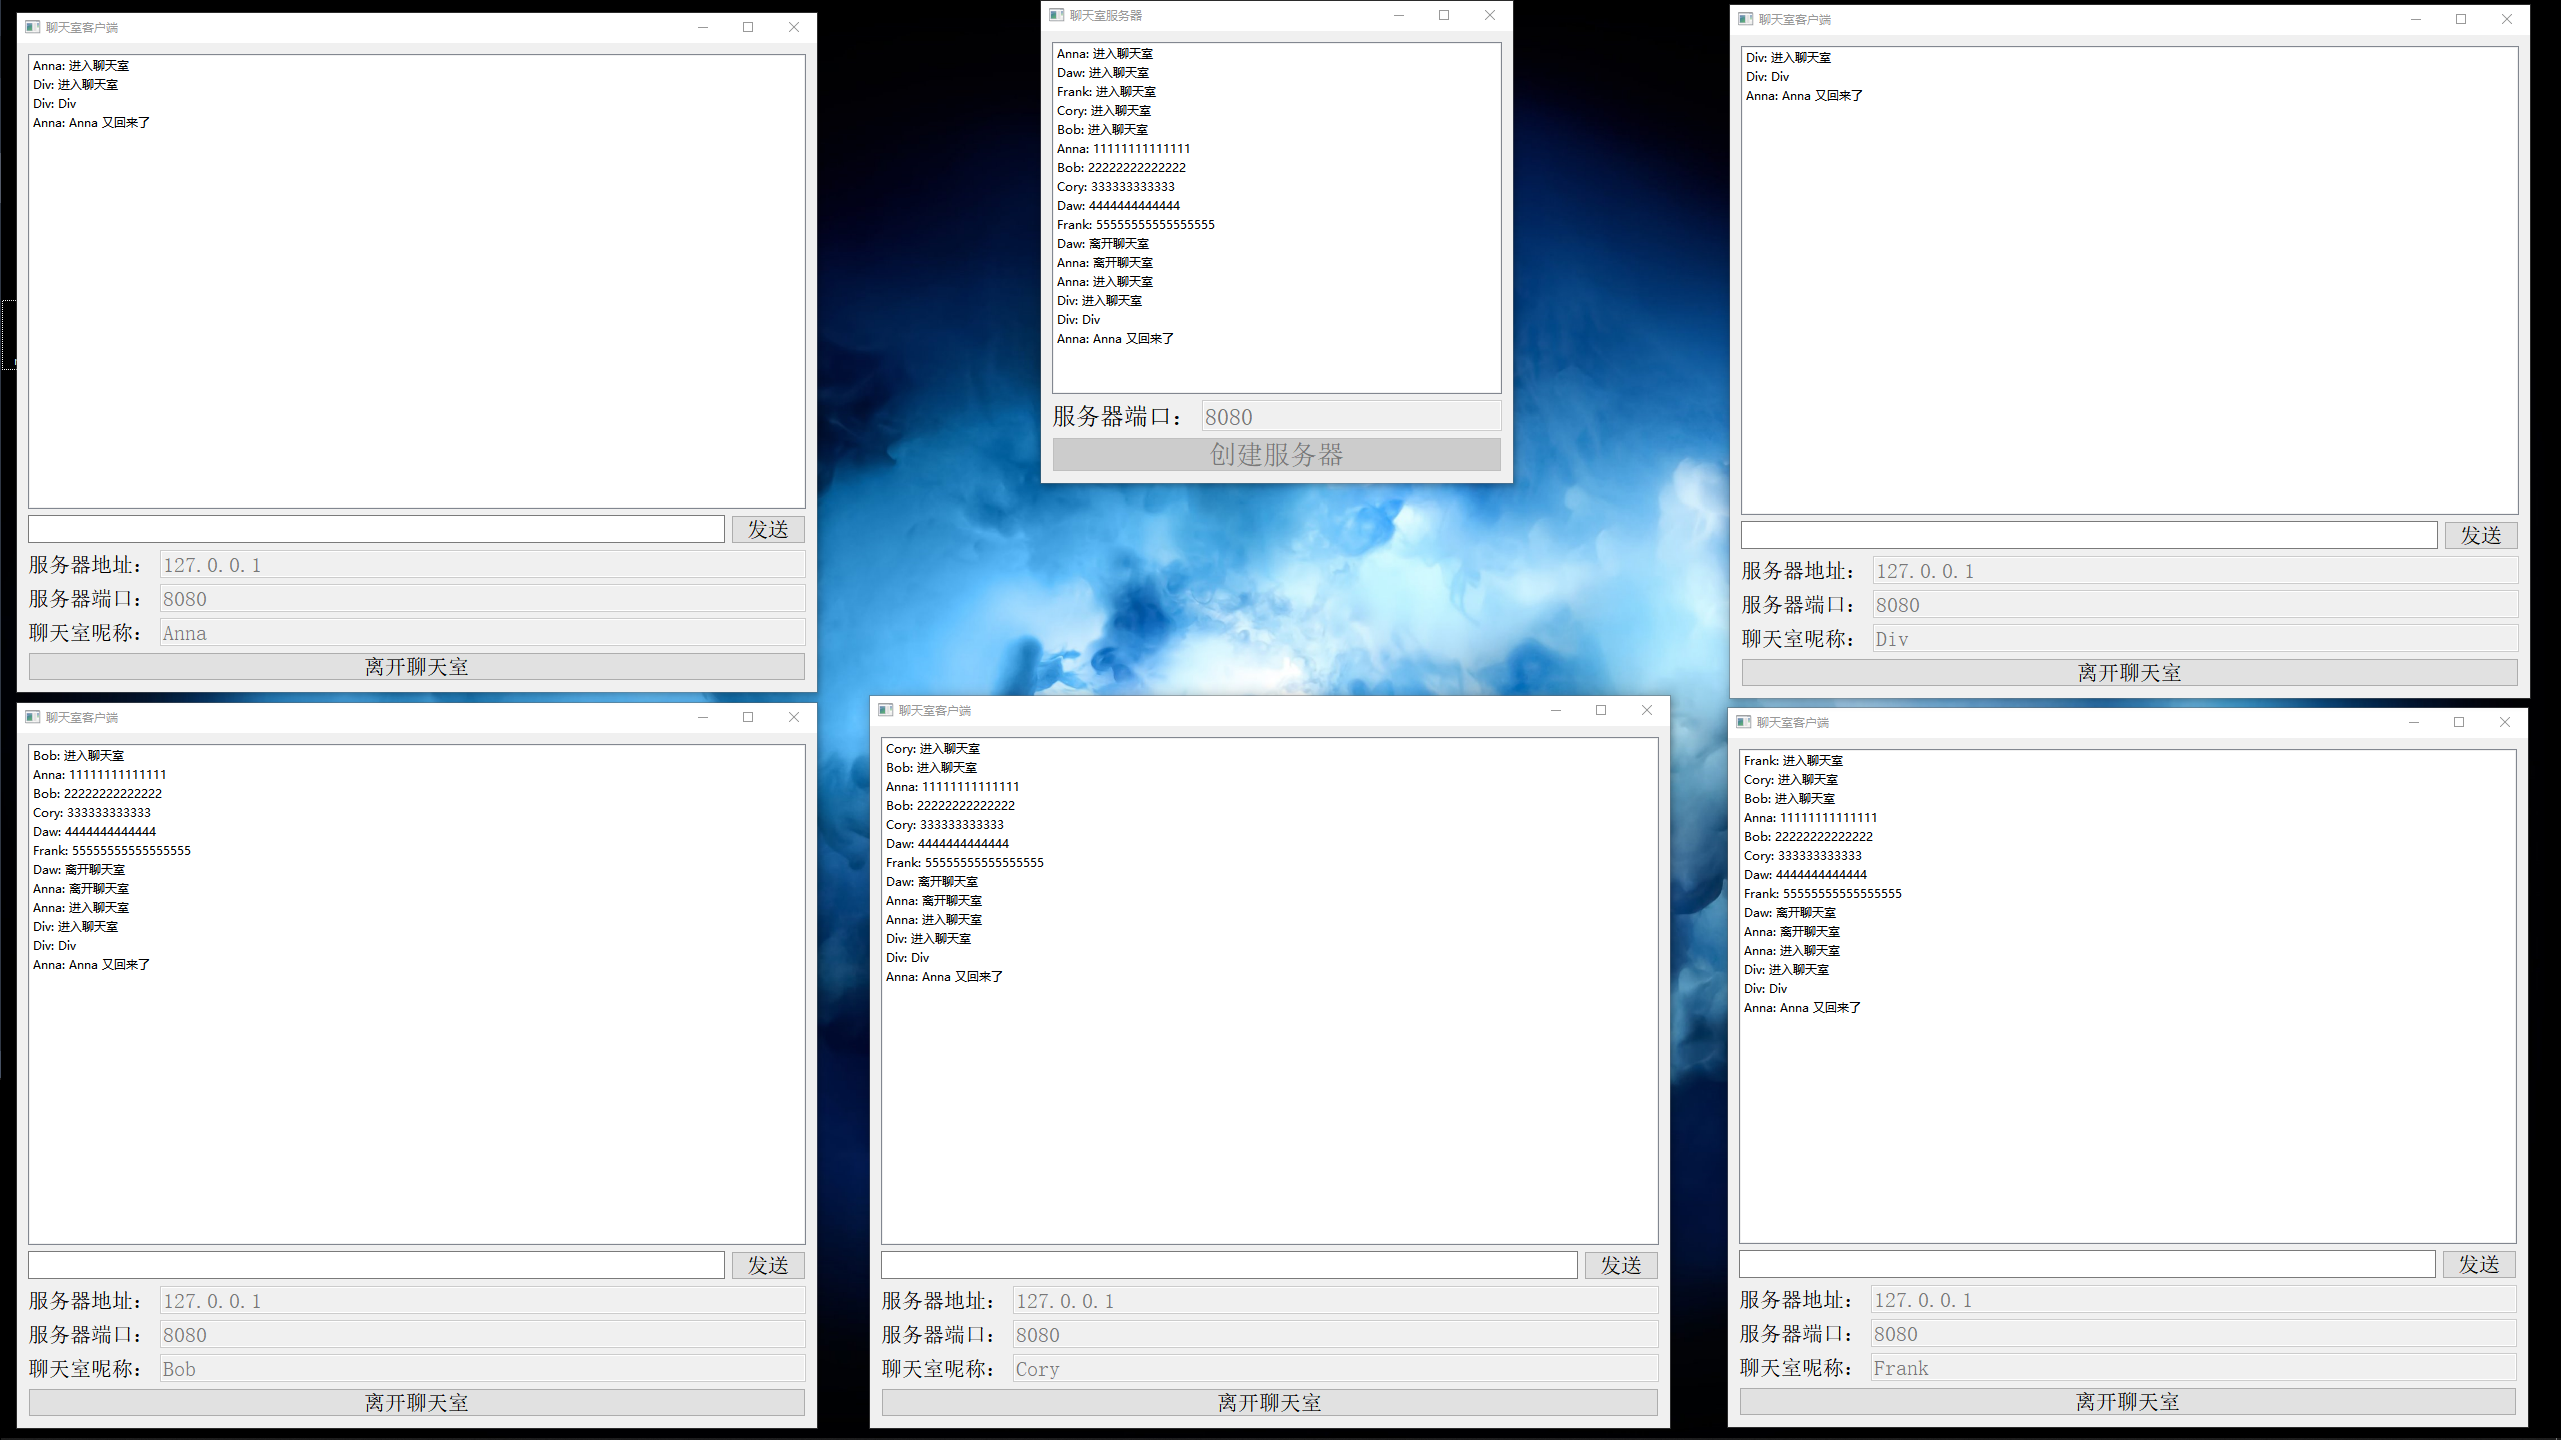 聊天室客户端
Anna: 进入聊天室
Div: 进入聊天室
Div: Div
Anna: Anna 又回来了
发送
服务器地址： 127.0.0.1
服务器端口： 8080
聊天室昵称： Anna
离开聊天室
聊天室服务器
Anna: 进入聊天室
Daw: 进入聊天室
Frank: 进入聊天室
Cory: 进入聊天室
Bob: 进入聊天室
Anna: 11111111111111
Bob: 22222222222222
Cory: 333333333333
Daw: 4444444444444
Frank: 55555555555555555
Daw: 离开聊天室
Anna: 离开聊天室
Anna: 进入聊天室
Div: 进入聊天室
Div: Div
Anna: Anna 又回来了
服务器端口： 8080
创建服务器
聊天室客户端
Div: 进入聊天室
Div: Div
Anna: Anna 又回来了
发送
服务器地址： 127.0.0.1
服务器端口： 8080
聊天室昵称： Div
离开聊天室
聊天室客户端
Bob: 进入聊天室
Anna: 11111111111111
Bob: 22222222222222
Cory: 333333333333
Daw: 4444444444444
Frank: 55555555555555555
Daw: 离开聊天室
Anna: 离开聊天室
Anna: 进入聊天室
Div: 进入聊天室
Div: Div
Anna: Anna 又回来了
发送
服务器地址： 127.0.0.1
服务器端口： 8080
聊天室昵称： Bob
离开聊天室
聊天室客户端
Cory: 进入聊天室
Bob: 进入聊天室
Anna: 11111111111111
Bob: 22222222222222
Cory: 333333333333
Daw: 4444444444444
Frank: 55555555555555555
Daw: 离开聊天室
Anna: 离开聊天室
Anna: 进入聊天室
Div: 进入聊天室
Div: Div
Anna: Anna 又回来了
发送
服务器地址： 127.0.0.1
服务器端口： 8080
聊天室昵称： Cory
离开聊天室
聊天室客户端
Frank: 进入聊天室
Cory: 进入聊天室
Bob: 进入聊天室
Anna: 11111111111111
Bob: 22222222222222
Cory: 333333333333
Daw: 4444444444444
Frank: 55555555555555555
Daw: 离开聊天室
Anna: 离开聊天室
Anna: 进入聊天室
Div: 进入聊天室
Div: Div
Anna: Anna 又回来了
发送
服务器地址： 127.0.0.1
服务器端口： 8080
聊天室昵称： Frank
离开聊天室